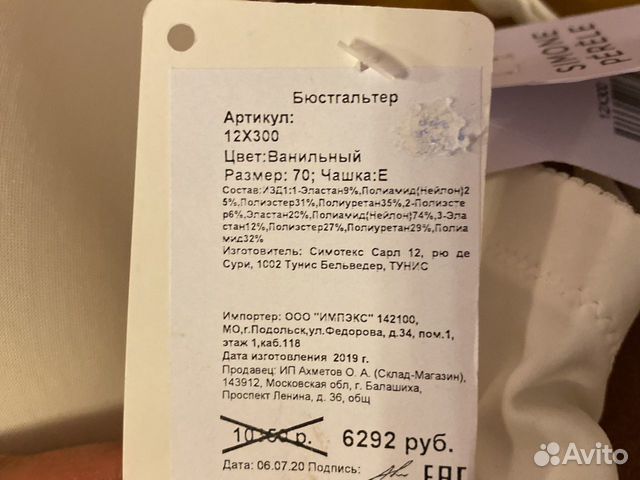 Бюстгальтер
Артикул:
12X300
Цвет:Ванильный
Размер: 70; Чашка:E
Состав:ИЗД1:1-Эластан9%,Полиамид(Нейлон)2
5%,Полиэстер31%,Полиуретан35%,2-Полиэсте
р6%,Эластан20%,Полиамид(Нейлон)74%,3-Эла
стан12%,Полиэстер27%,Полиуретан29%,Полиа
мид32%
Изготовитель: Симотекс Сарл 12, рю де
Сури, 1002 Тунис Бельведер, ТУНИС
Импортер: ООО "ИМПЭКС" 142100,
МО,г.Подольск,ул.Федорова, д.34, пом.1,
этаж 1,каб.118
Дата изготовления 2019 г.
Продавец: ИП Ахметов О. А. (Склад-Магазин),
143912, Московская обл, г. Балашиха,
Проспект Ленина, д. 36, общ
р. 6292 руб.
Дата: 06.07.20 Подпись:
EAC
SIMONE
PÉRÈLE
12X300
Avito